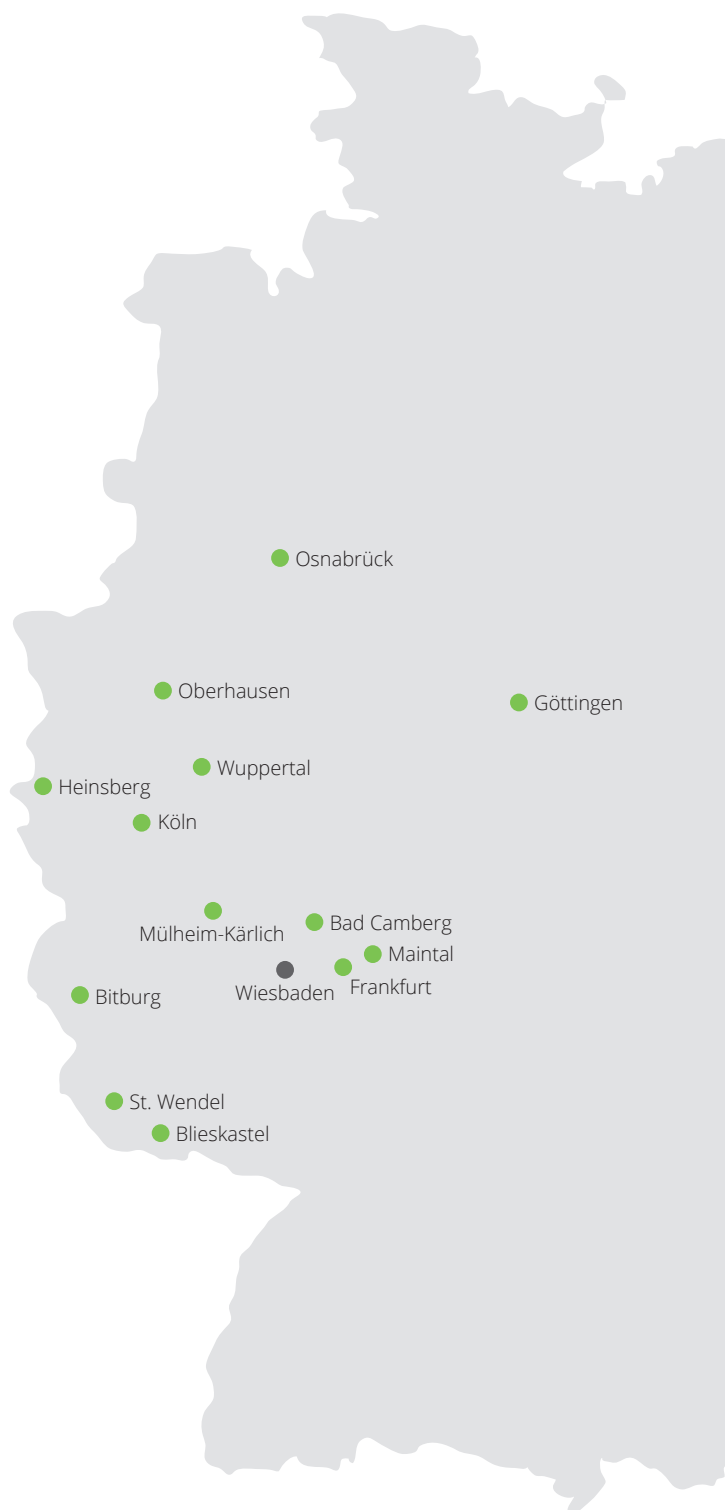 Osnabrück
Oberhausen
Göttingen
Wuppertal
Heinsberg
Köln
Bad Camberg
Mülheim-Kärlich
Maintal
Frankfurt
Wiesbaden
Bitburg
St. Wendel
Blieskastel